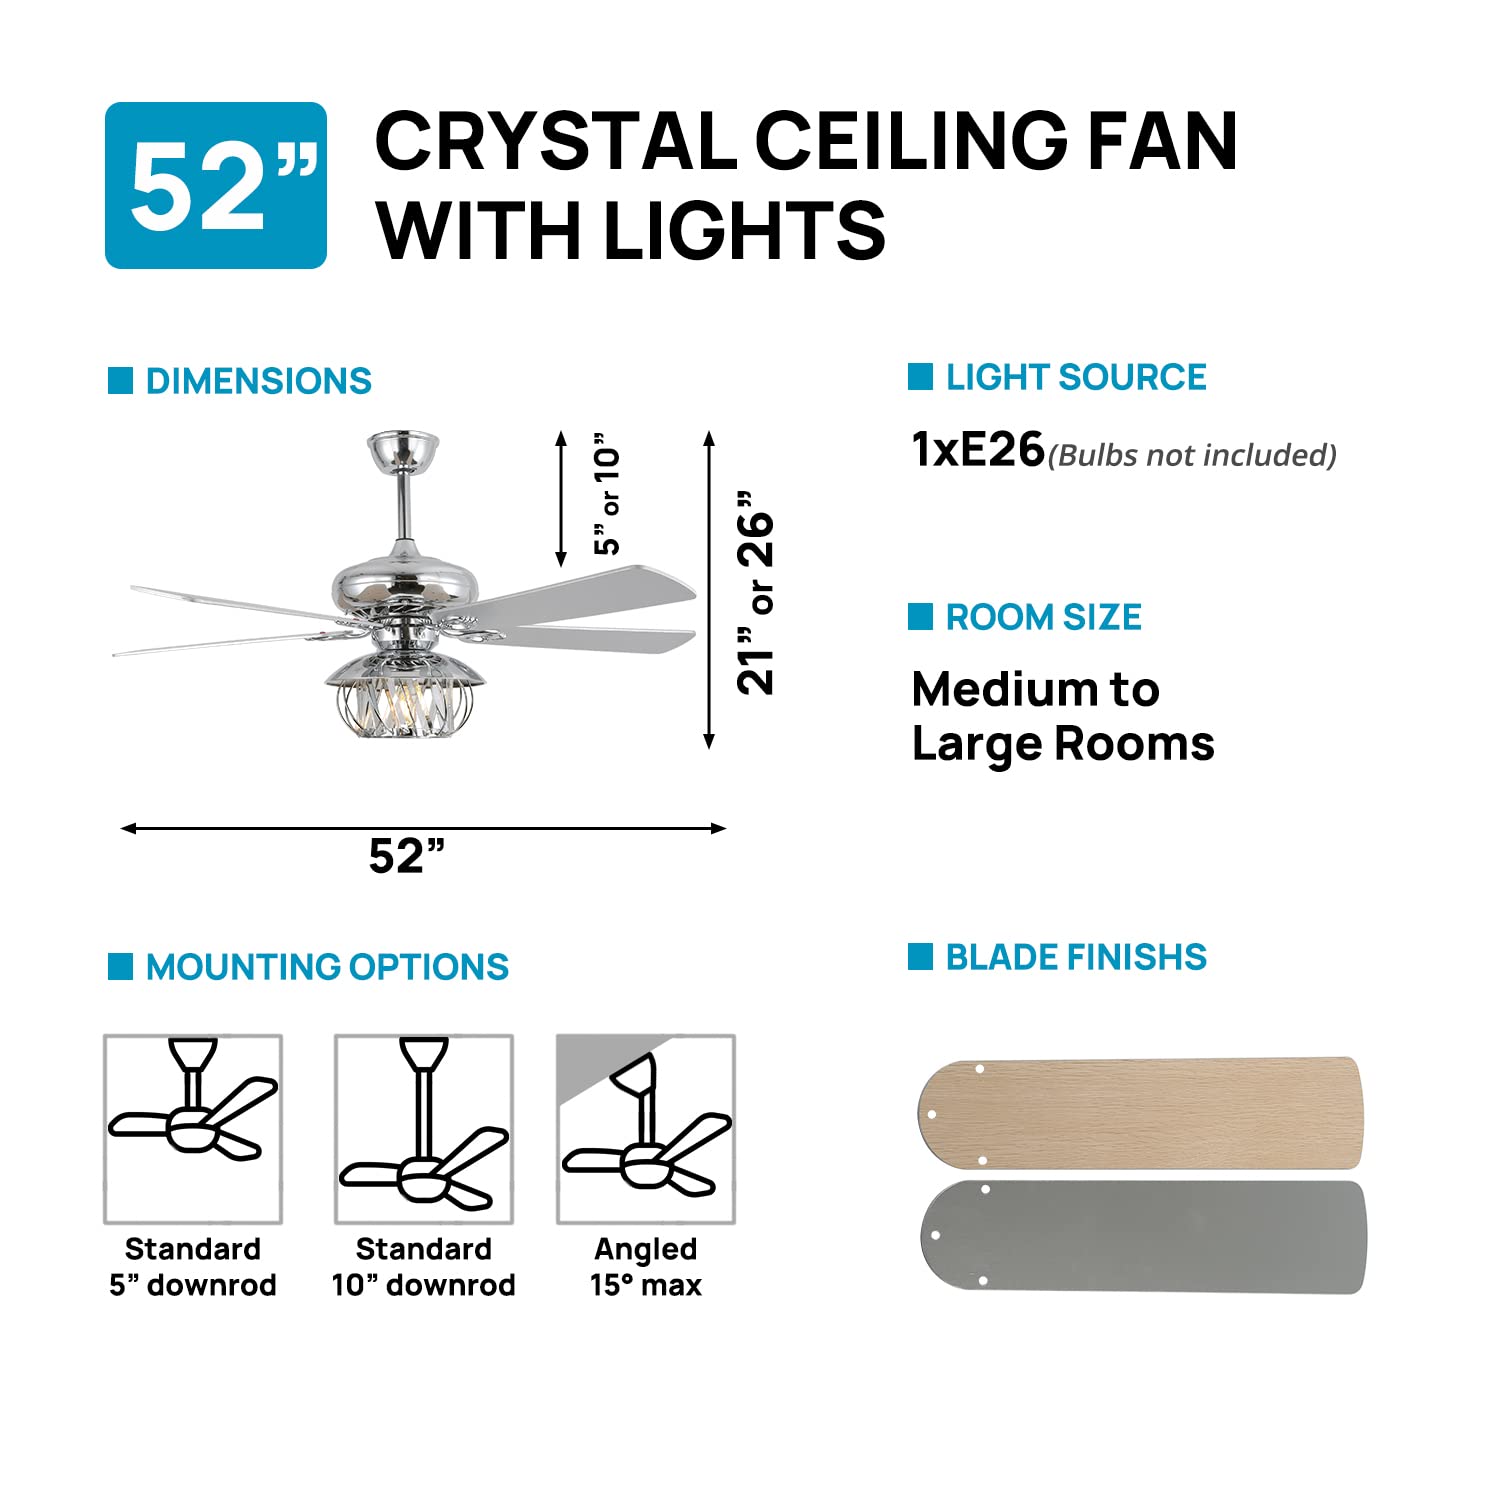 52”
CRYSTAL CEILING FAN
WITH LIGHTS
DIMENSIONS
5” or 10”
21” or 26”
52”
LIGHT SOURCE
1xE26(Bulbs not included)
ROOM SIZE
Medium to
Large Rooms
MOUNTING OPTIONS
Standard
5” downrod
Standard
10” downrod
Angled
15° max
BLADE FINISHS